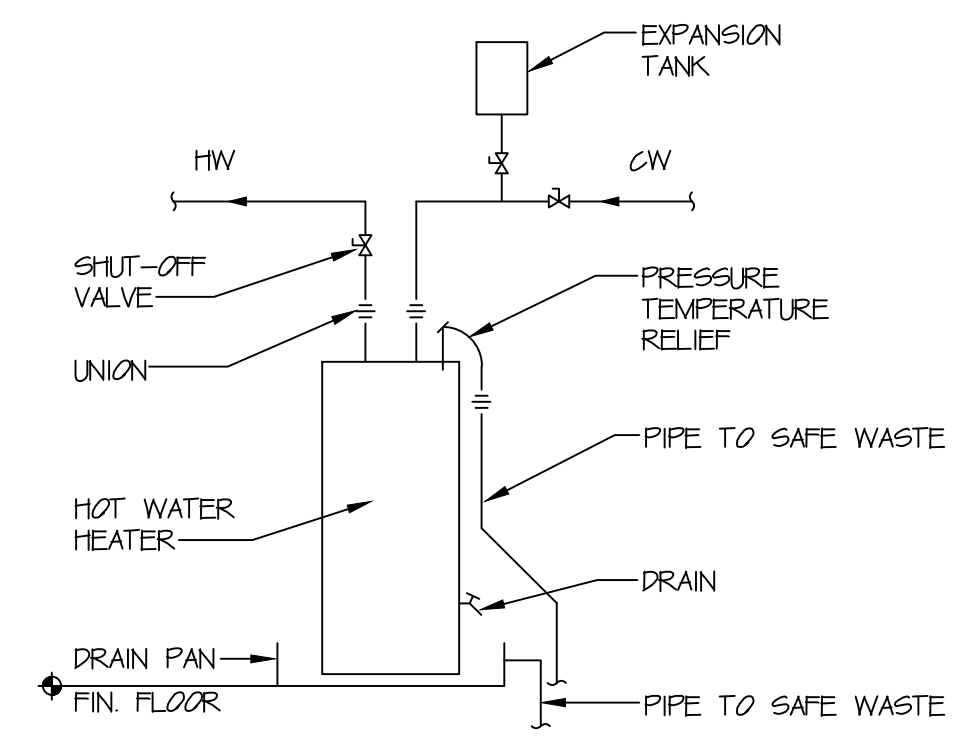 EXPANSION
TANK
HW
CW
SHUT-OFF
VALVE
PRESSURE
TEMPERATURE
RELIEF
UNION
PIPE TO SAFE WASTE
HOT WATER
HEATER
DRAIN
DRAIN PAN
FIN. FLOOR
PIPE TO SAFE WASTE